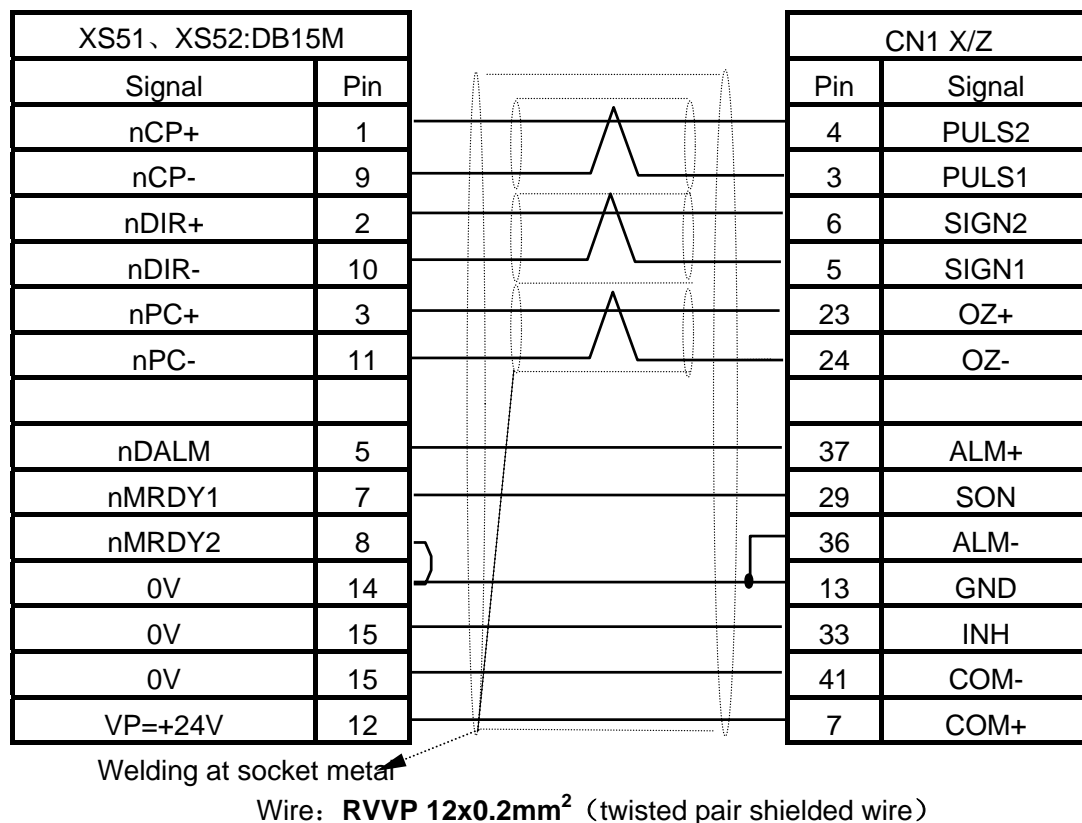 XS51、XS52:DB15M CN1 X/Z
Signal Pin Pin Signal
nCP+ 1 4 PULS2
nCP- 9 3 PULS1
nDIR+ 2 6 SIGN2
nDIR- 10 5 SIGN1
nPC+ 3 23 OZ+
nPC- 11 24 OZ-
nDALM 5 37 ALM+
nMRDY1 7 29 SON
nMRDY2 8 36 ALM-
0V 14 13 GND
0V 15 33 INH
0V 15 41 COM-
VP=+24V 12 7 COM+
Welding at socket metal
Wire：RVVP 12x0.2mm²（twisted pair shielded wire）